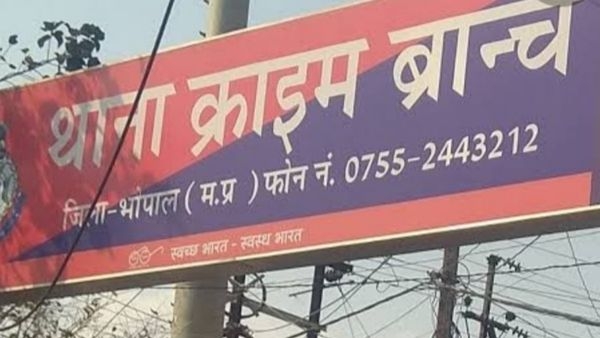 थाना क्राइम ब्रान्च
जिला-भोपाल ( म.प्र ) फोन नं. 0755-2443212
स्वच्छ भारत - स्वस्थ भारत